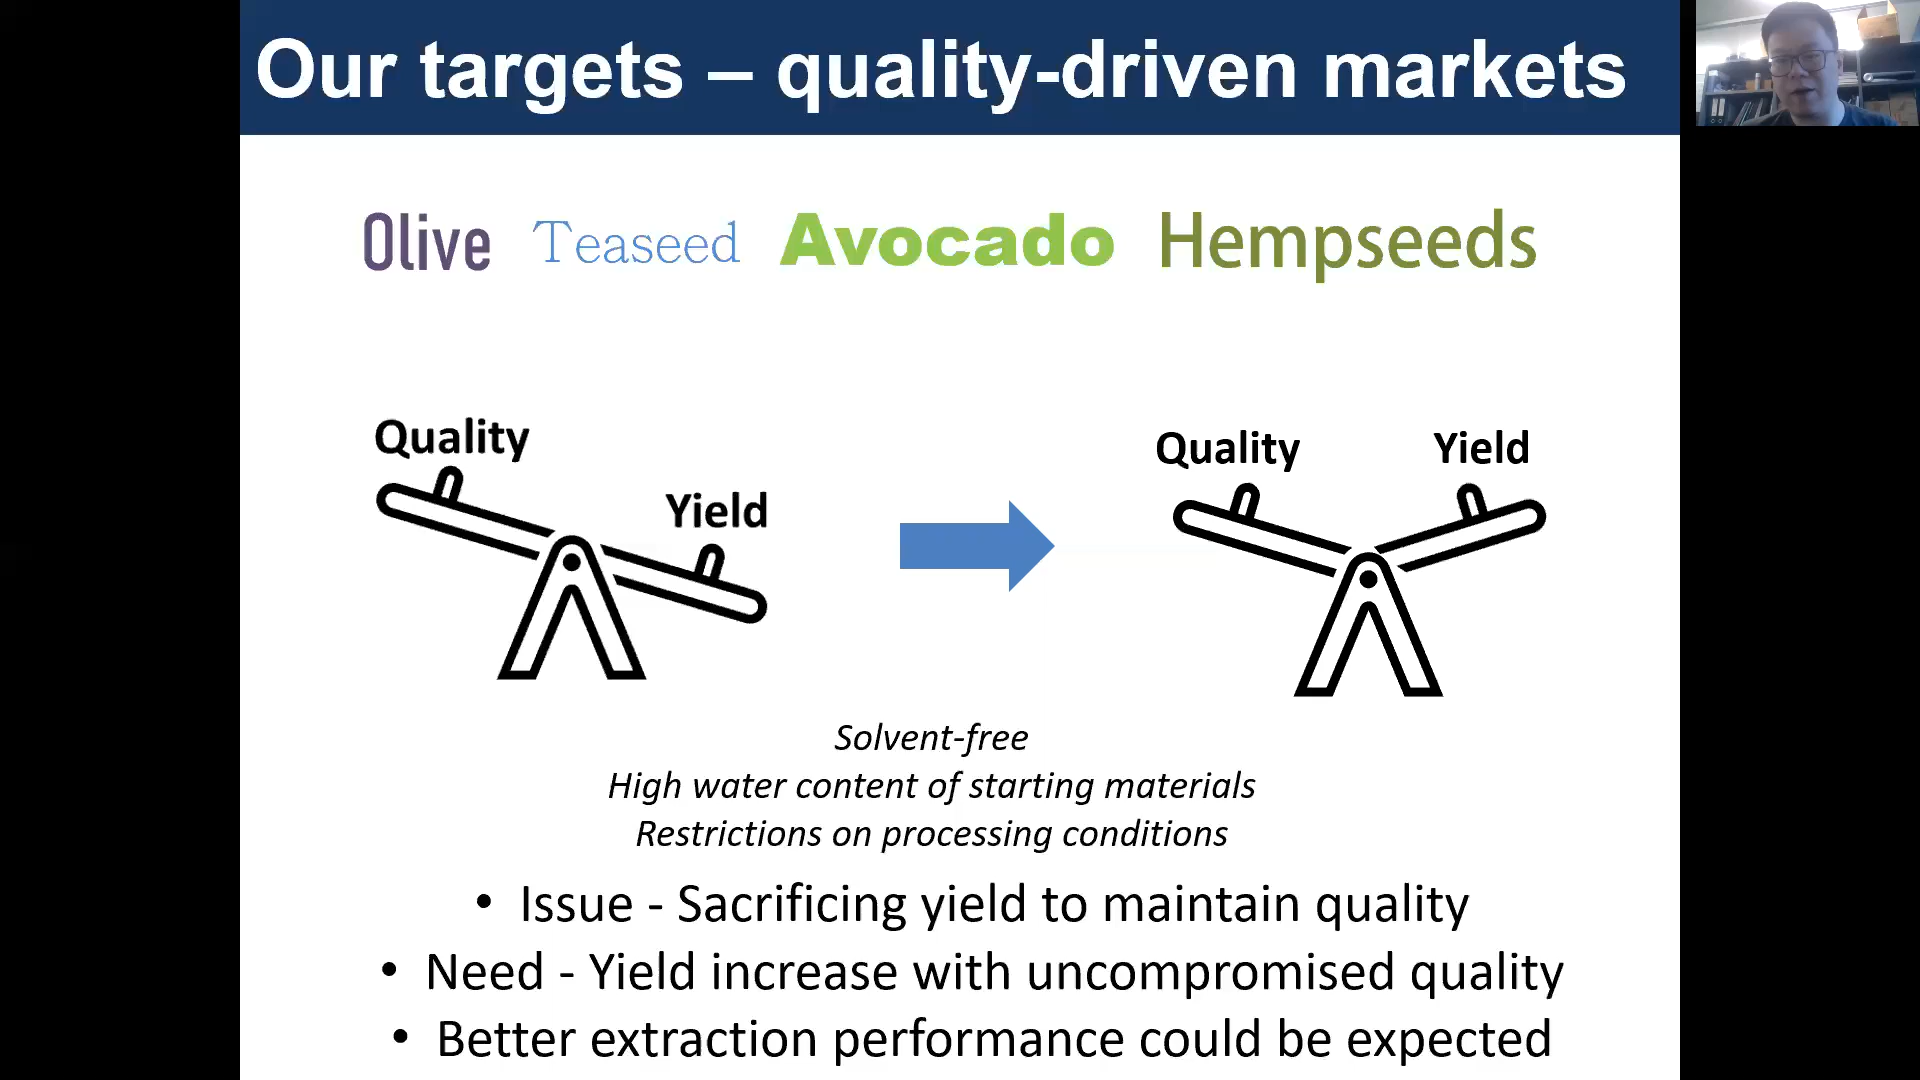 Our targets – quality-driven markets
Olive Teaseed Avocado Hempseeds
Quality
Yield
Quality Yield
Solvent-free
High water content of starting materials
Restrictions on processing conditions
• Issue - Sacrificing yield to maintain quality
• Need - Yield increase with uncompromised quality
• Better extraction performance could be expected